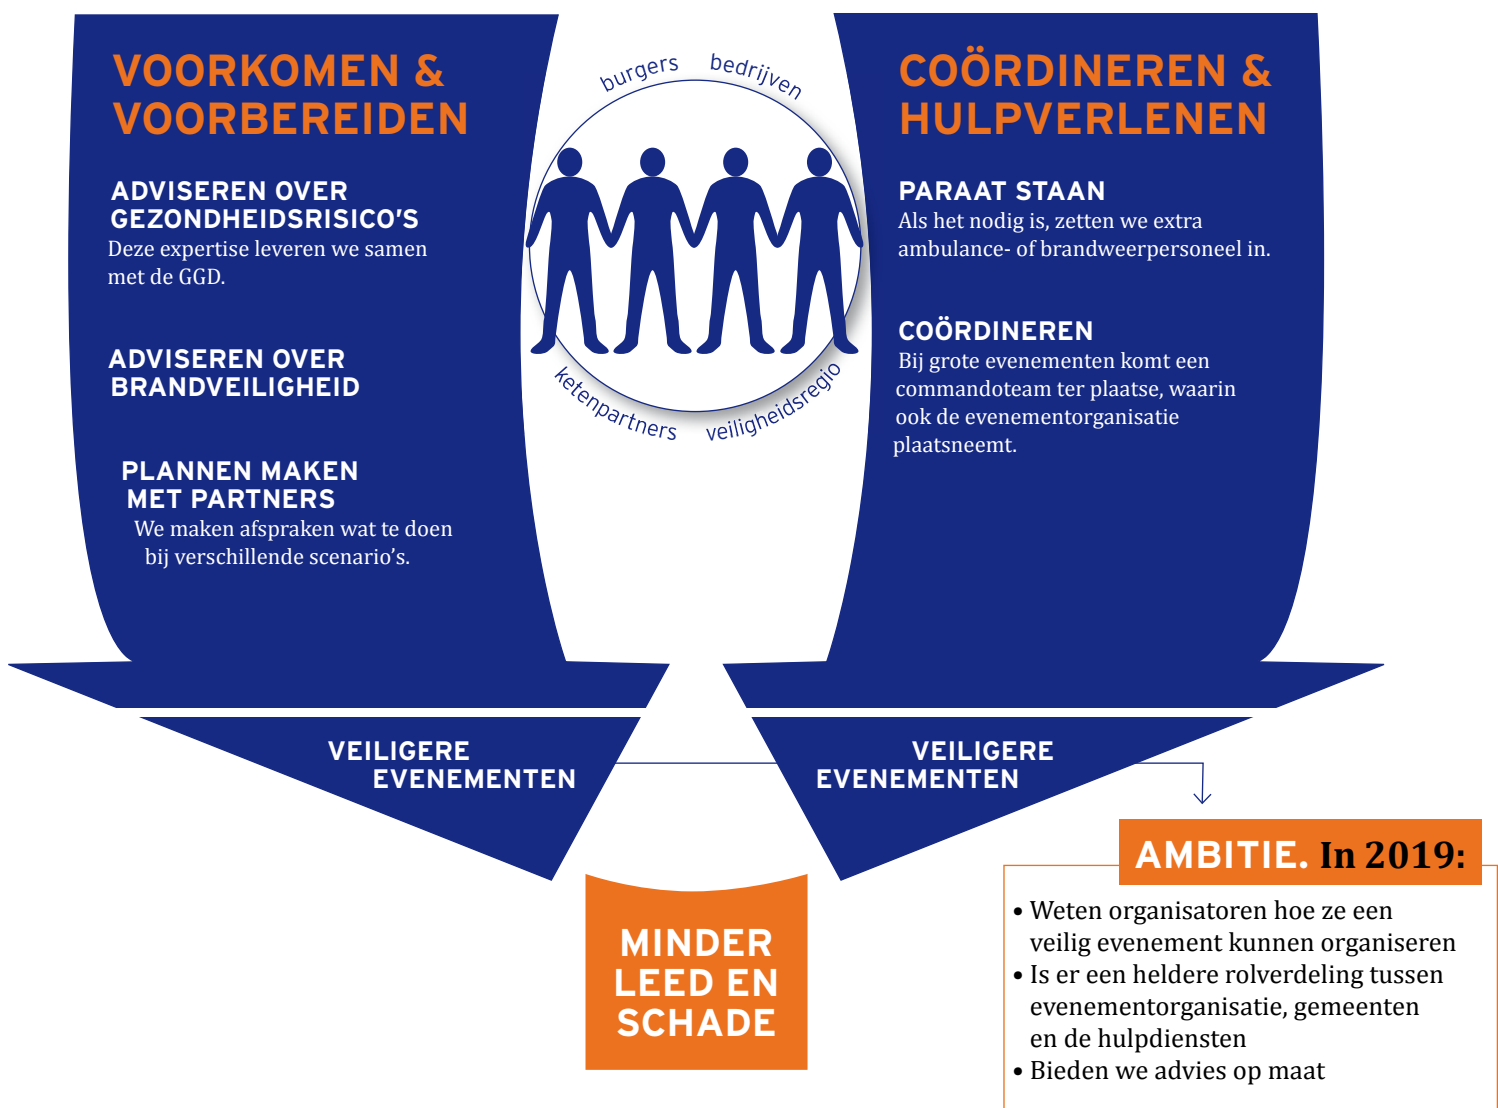 VOORKOMEN &
VOORBEREIDEN
ADVISEREN OVER
GEZONDHEIDSRISICO'S
Deze expertise leveren we samen
met de GGD.
ADVISEREN OVER
BRANDVEILIGHEID
PLANNEN MAKEN
MET PARTNERS
We maken afspraken wat te doen
bij verschillende scenario's.
burgers
bedrijven
ketenpartners
veiligheidsregio
COÖRDINEREN &
HULPVERLENEN
PARAAT STAAN
Als het nodig is, zetten we extra
ambulance- of brandweerpersoneel in.
COÖRDINEREN
Bij grote evenementen komt een
commandoteam ter plaatse, waarin
ook de evenementorganisatie
plaatsneemt.
VEILIGERE
EVENEMENTEN
VEILIGERE
EVENEMENTEN
MINDER
LEED EN
SCHADE
AMBITIE. In 2019:
• Weten organisatoren hoe ze een
veilig evenement kunnen organiseren
• Is er een heldere rolverdeling tussen
evenementorganisatie, gemeenten
en de hulpdiensten
• Bieden we advies op maat